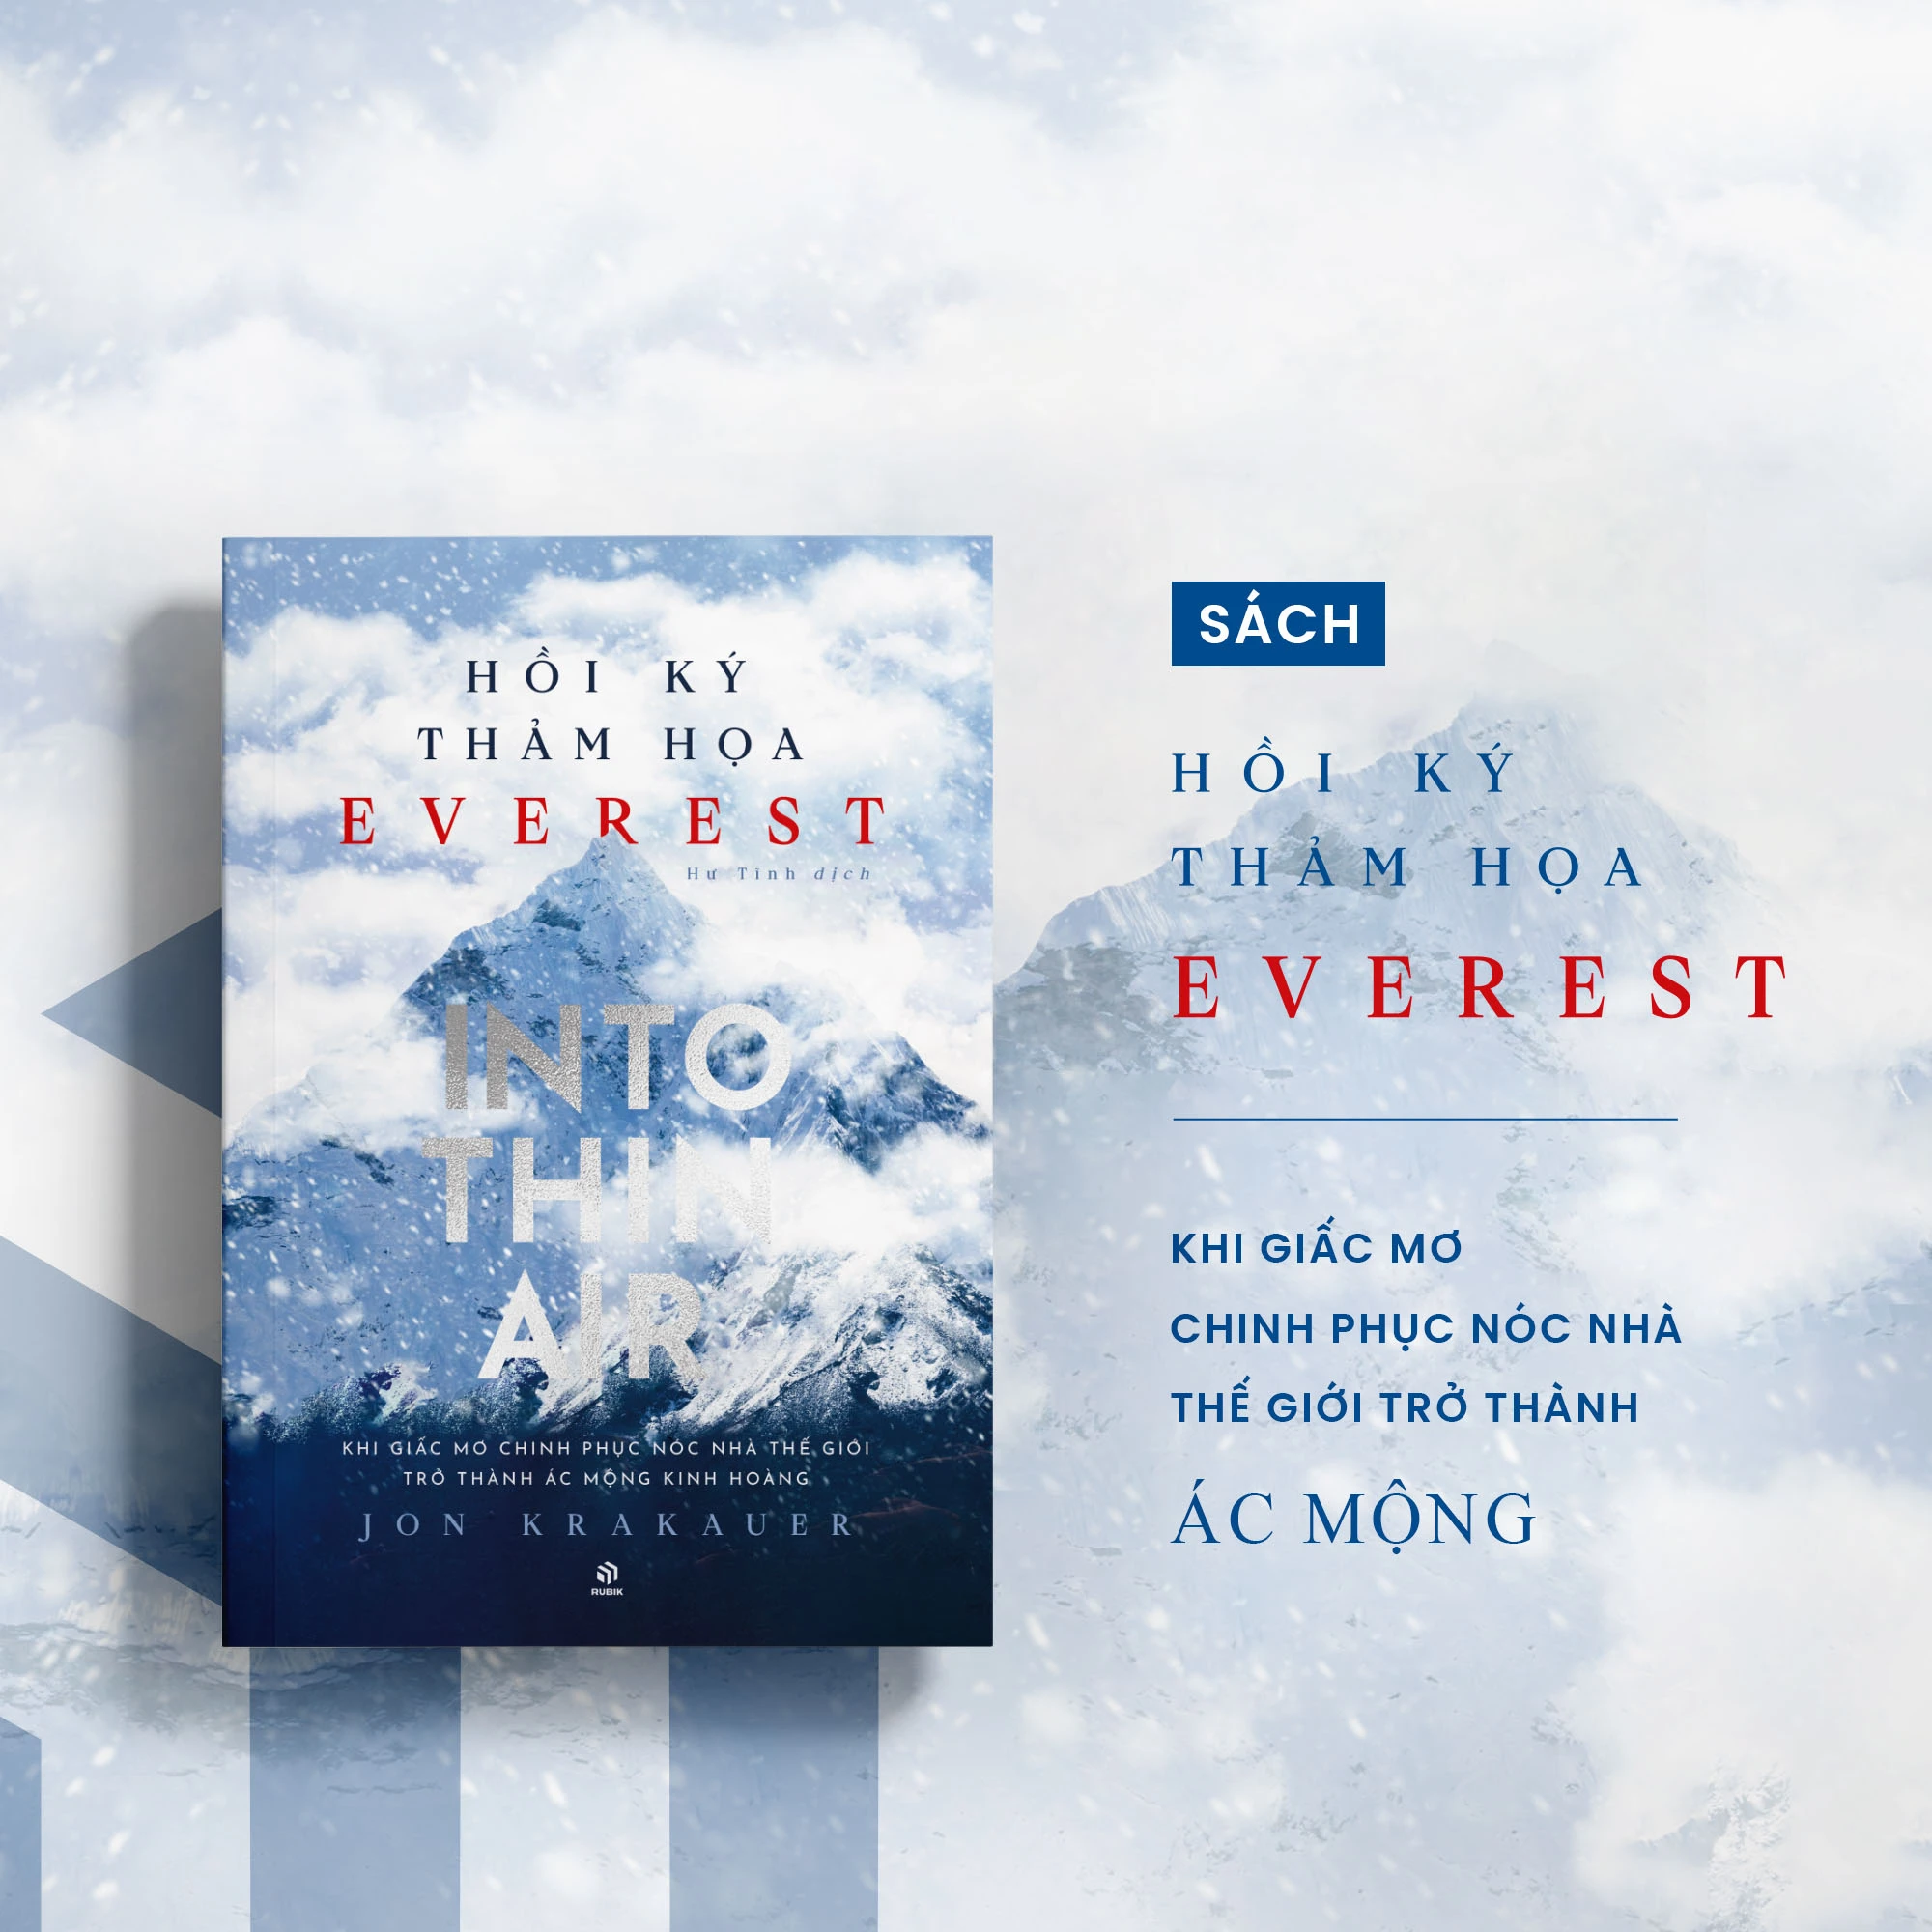 HỒI KÝ
THẢM HỌA
EVEREST
Hư Tĩnh dịch
INTO
THIN
AIR
KHI GIẤC MƠ CHINH PHỤC NÓC NHÀ THẾ GIỚI
TRỞ THÀNH ÁC MỘNG KINH HOÀNG
JON KRAKAUER
RUBIK
SÁCH
HỒI KÝ
THẢM HỌA
EVEREST
KHI GIẤC MƠ
CHINH PHỤC NÓC NHÀ
THẾ GIỚI TRỞ THÀNH
ÁC MỘNG